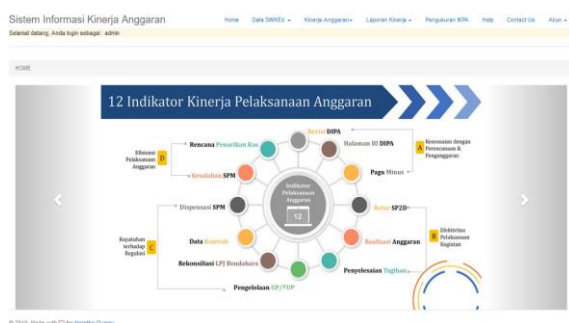 Sistem Informasi Kinerja Anggaran
Home Data SIMKEU Kinerja Anggaran Laporan Kinerja Pengukuran IKPA Help Contact Us Akun
Selamat datang, Anda login sebagai: admin
HOME
12 Indikator Kinerja Pelaksanaan Anggaran
Revisi DIPA
Rencana Penarikan Kas
Halaman III DIPA
Kesesuaian dengan
Perencanaan &
Penganggaran
A
Efisiensi
Pelaksanaan
Anggaran
D
Kesalahan SPM
Pagu Minus
Indikator
Pelaksanaan
Anggaran
12
Dispensasi SPM
Retur SP2D
Kepatuhan
terhadap
Regulasi
C
Data Kontrak
Realisasi Anggaran
B
Efektivitas
Pelaksanaan
Kegiatan
Rekonsiliasi LPJ Bendahara
Penyelesaian Tagihan
Pengelolaan UP/TUP